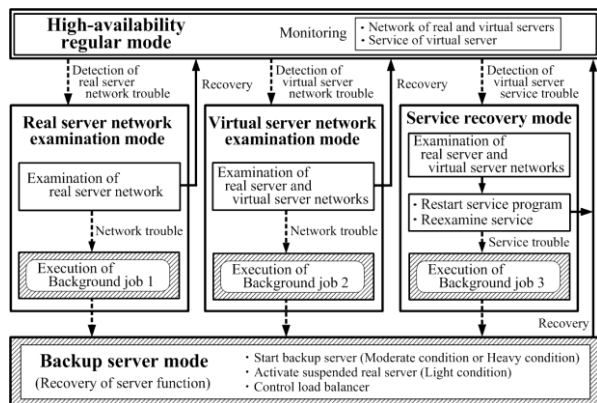 High-availability
regular mode
Monitoring
・Network of real and virtual servers
・Service of virtual server
Detection of
real server
network trouble
Recovery
Detection of
virtual server
network trouble
Recovery
Detection of
virtual server
service trouble
Real server network
examination mode
Examination of
real server network
Network trouble
Execution of
Background job 1
Virtual server network
examination mode
Examination of
real server and
virtual server networks
Network trouble
Execution of
Background job 2
Service recovery mode
Examination of
real server and
virtual server networks
・Restart service program
・Reexamine service
Service trouble
Execution of
Background job 3
Recovery
Backup server mode
(Recovery of server function)
・Start backup server (Moderate condition or Heavy condition)
・Activate suspended real server (Light condition)
・Control load balancer